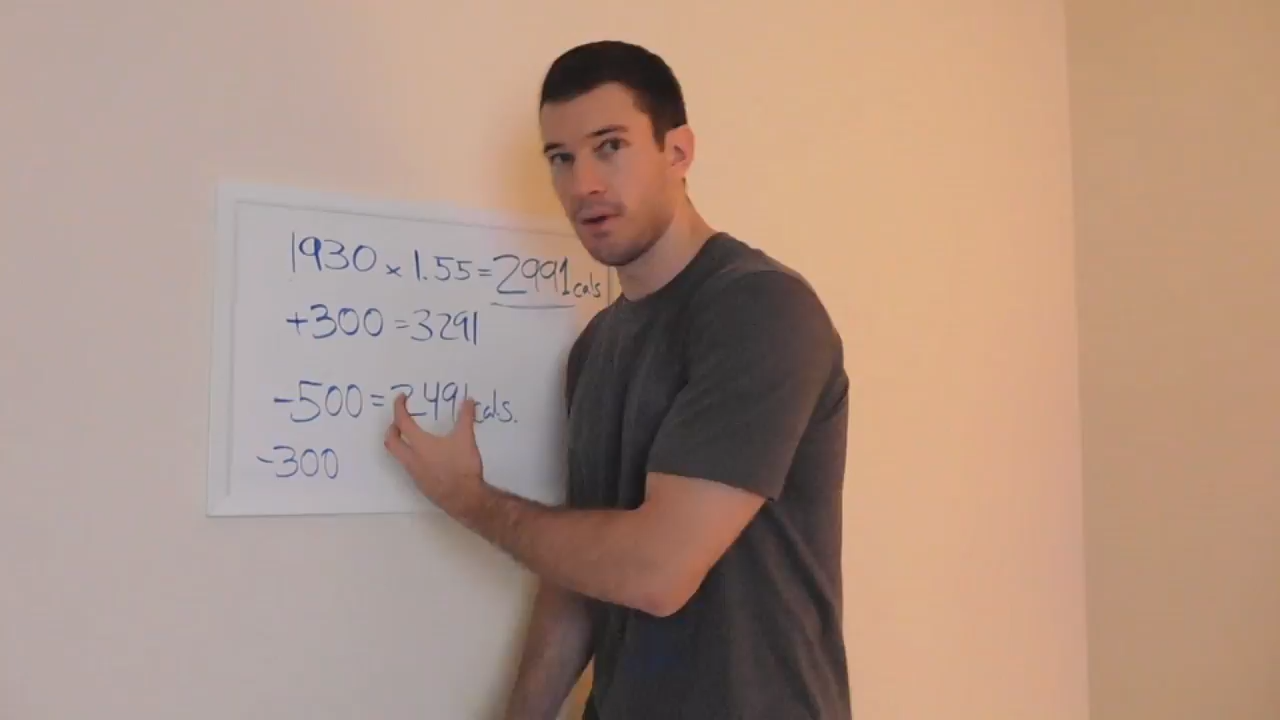 1930 x 1.55 = 2991 cals
+300 = 3291
-500 = 2491 cals.
-300